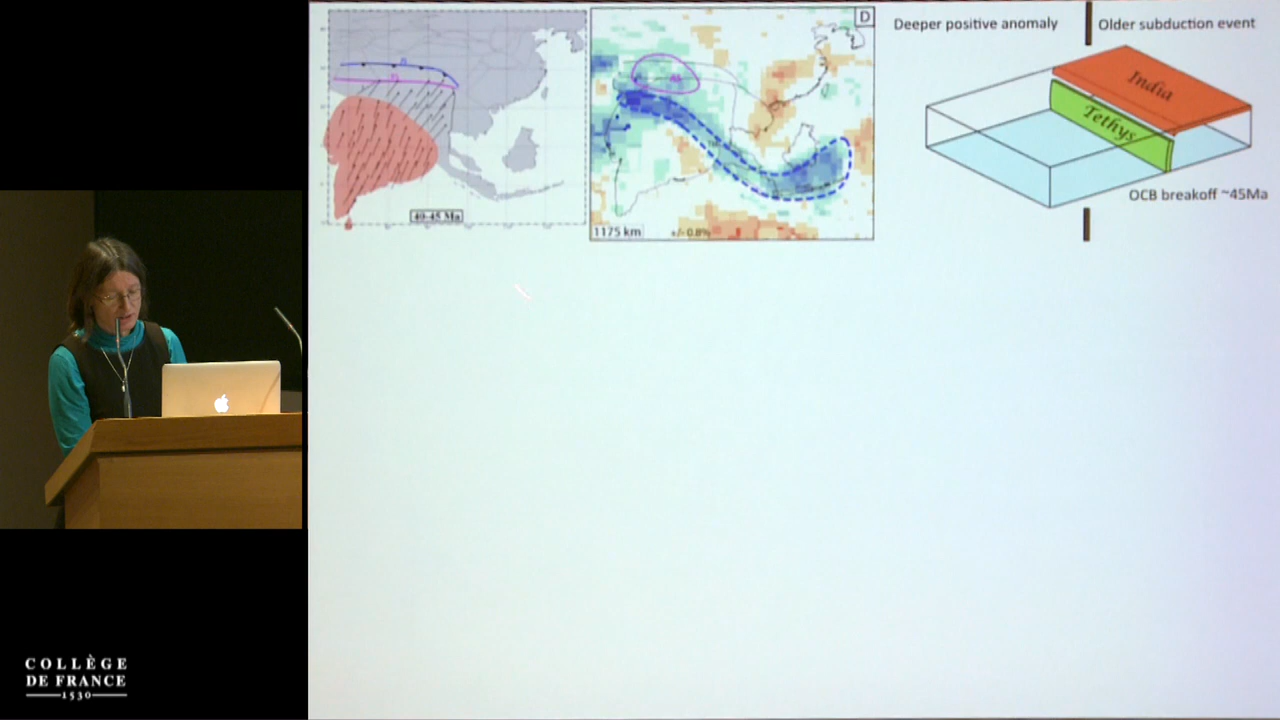 40-45 Ma
D
1175 km
+/- 0.8%
Deeper positive anomaly
Older subduction event
India
Tethys
OCB breakoff ~45Ma
COLLÈGE
DE FRANCE
1530